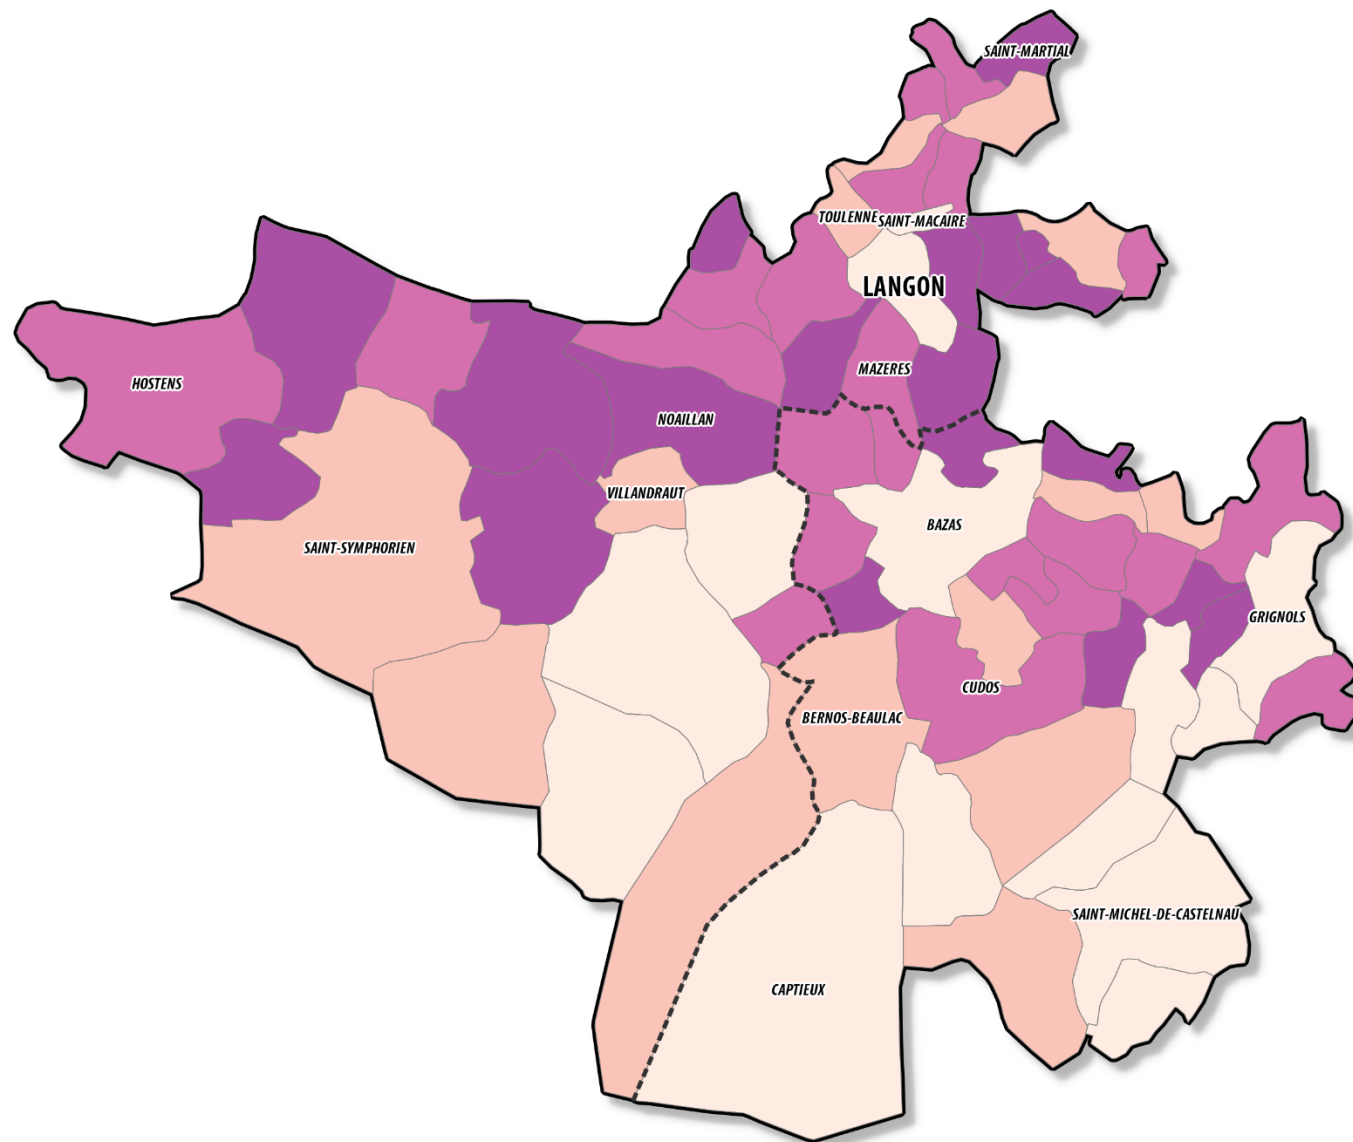 SAINT-MARTIAL
TOULENNE
SAINT-MACAIRE
LANGON
HOSTENS
MAZERES
NOAILLAN
VILLANDRAUT
BAZAS
SAINT-SYMPHORIEN
GRIGNOLS
CUDOS
BERNOS-BEAULAC
SAINT-MICHEL-DE-CASTELNAU
CAPTIEUX